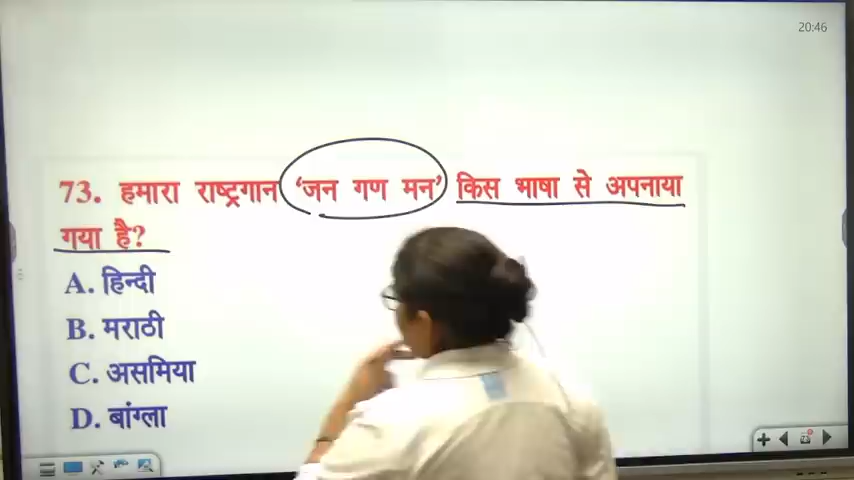 20:46
73. हमारा राष्ट्रगान ‘जन गण मन’ किस भाषा से अपनाया
गया है?
A. हिन्दी
B. मराठी
C. असमिया
D. बांग्ला